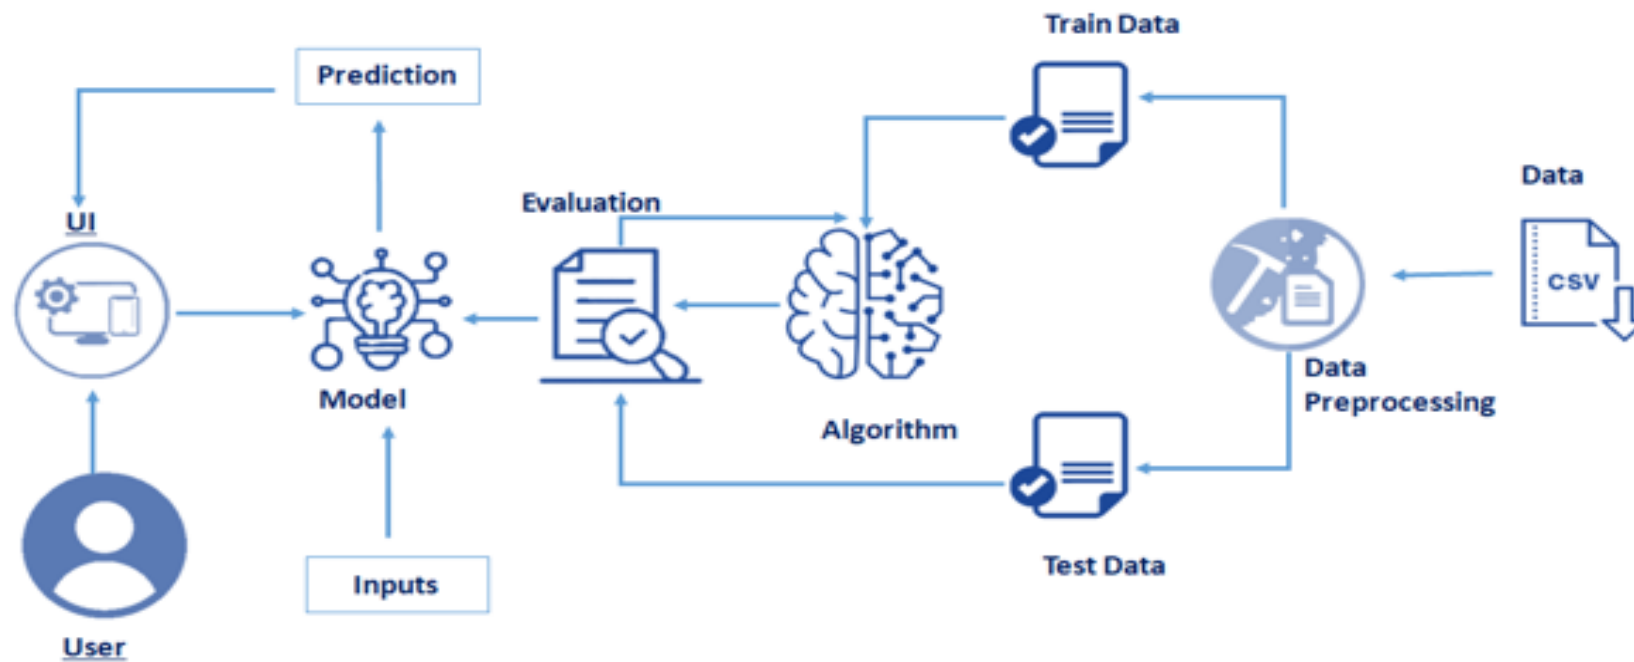 Train Data
Prediction
Data
Evaluation
UI
CSV
Data
Preprocessing
Model
Algorithm
Test Data
Inputs
User